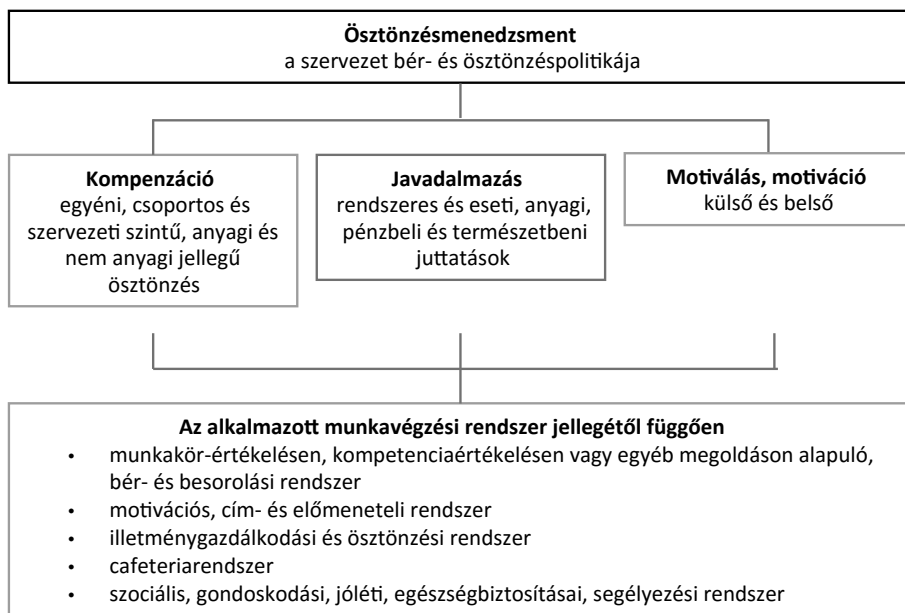 Ösztönzésmenedzsment
a szervezet bér- és ösztönzéspolitikája
Kompenzáció
egyéni, csoportos és
szervezeti szintű, anyagi és
nem anyagi jellegű
ösztönzés
Javadalmazás
rendszeres és eseti, anyagi,
pénzbeli és természetbeni
juttatások
Motiválás, motiváció
külső és belső
Az alkalmazott munkavégzési rendszer jellegétől függően
• munkakör-értékelésen, kompetenciaértékelésen vagy egyéb megoldáson alapuló,
bér- és besorolási rendszer
• motivációs, cím- és előmeneteli rendszer
• illetménygazdálkodási és ösztönzési rendszer
• cafeteriarendszer
• szociális, gondoskodási, jóléti, egészségbiztosításai, segélyezési rendszer